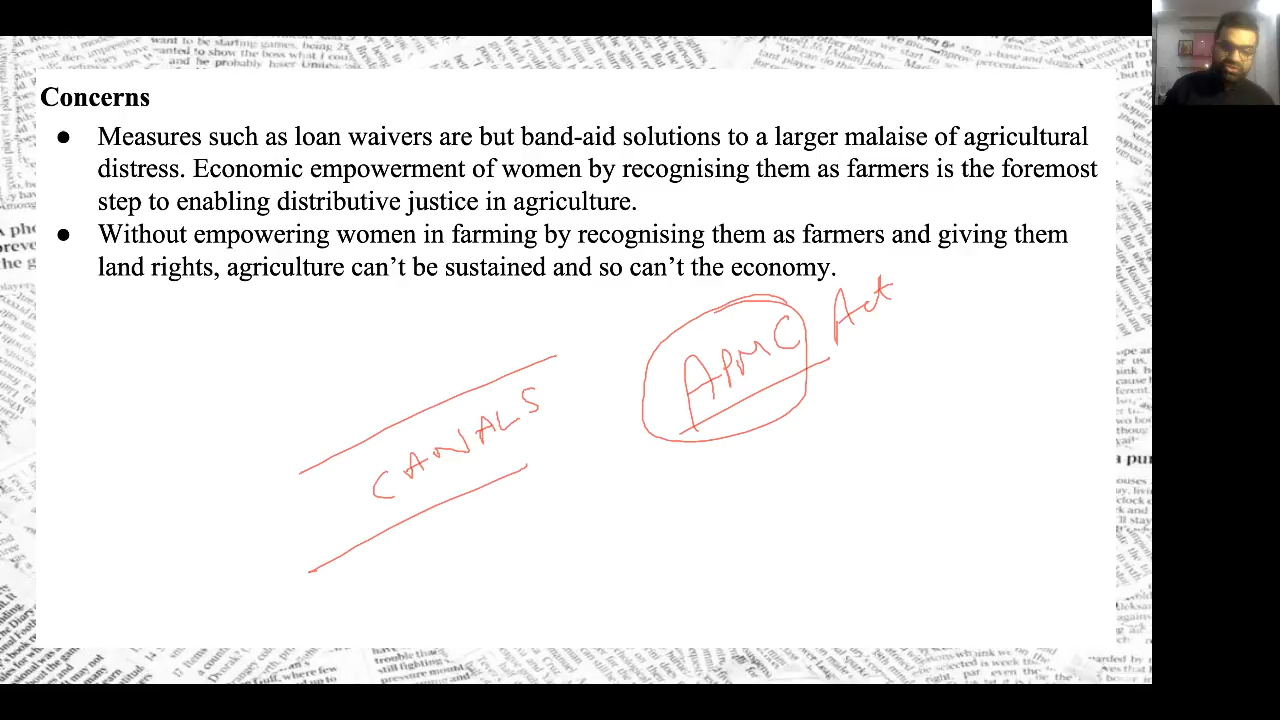 Concerns
● Measures such as loan waivers are but band-aid solutions to a larger malaise of agricultural
distress. Economic empowerment of women by recognising them as farmers is the foremost
step to enabling distributive justice in agriculture.
● Without empowering women in farming by recognising them as farmers and giving them
land rights, agriculture can’t be sustained and so can’t the economy.
APMC Act
CANALS